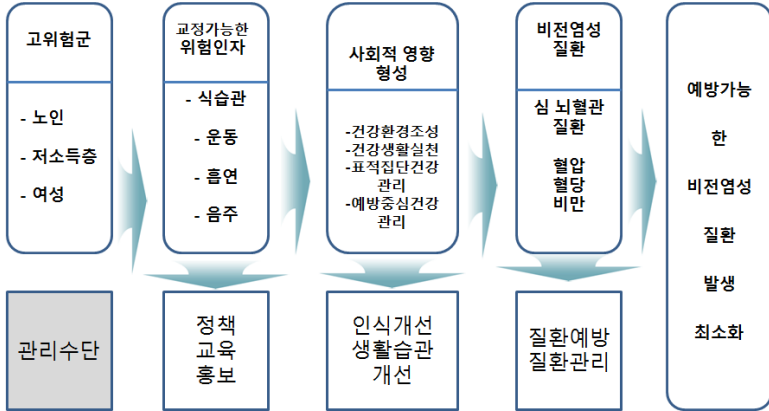 고위험군
- 노인
- 저소득층
- 여성
교정가능한
위험인자
- 식습관
- 운동
- 흡연
- 음주
사회적 영향
형성
-건강환경조성
-건강생활실천
-표적집단건강
관리
-예방중심건강
관리
비전염성
질환
심 뇌혈관
질환
혈압
혈당
비만
예방가능
한
비전염성
질환
발생
최소화
관리수단
정책
교육
홍보
인식개선
생활습관
개선
질환예방
질환관리